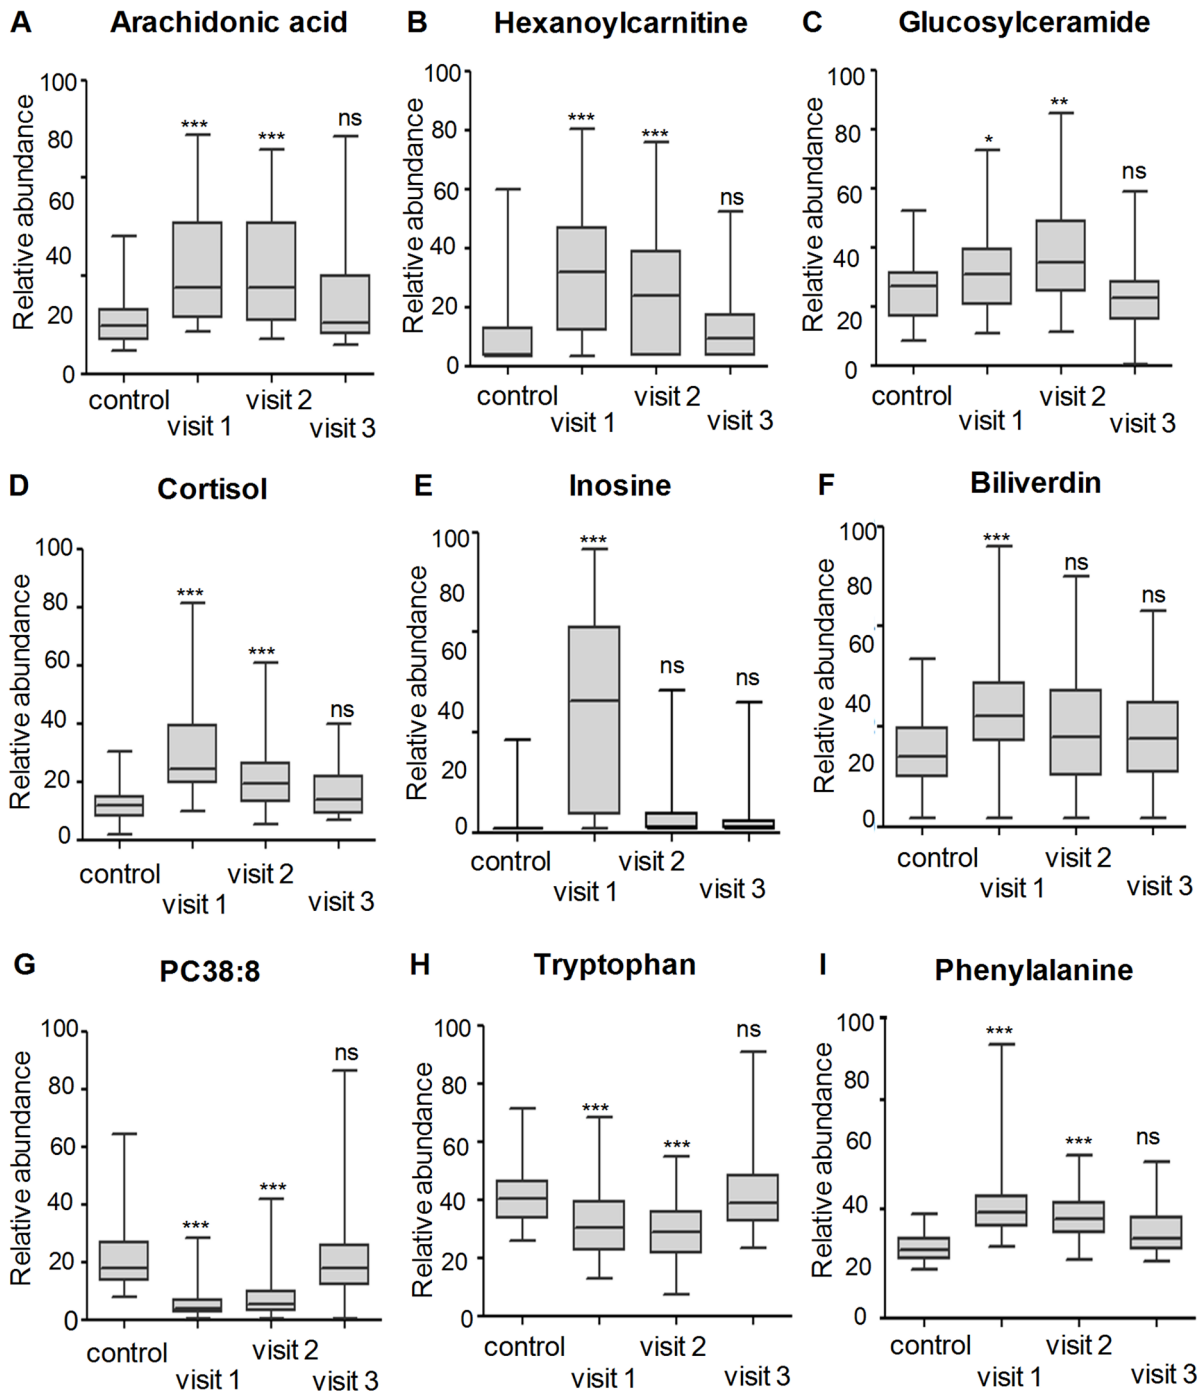 A Arachidonic acid
Relative abundance
100
80
60
40
20
0
*** *** ns
control visit 2
visit 1 visit 3
B Hexanoylcarnitine
Relative abundance
100
80
60
40
20
0
*** *** ns
control visit 2
visit 1 visit 3
C Glucosylceramide
Relative abundance
100
80
60
40
20
0
* ** ns
control visit 2
visit 1 visit 3
D Cortisol
Relative abundance
100
80
60
40
20
0
*** *** ns
control visit 2
visit 1 visit 3
E Inosine
Relative abundance
100
80
60
40
20
0
*** ns ns
control visit 2
visit 1 visit 3
F Biliverdin
Relative abundance
100
80
60
40
20
0
*** ns ns
control visit 2
visit 1 visit 3
G PC38:8
Relative abundance
100
80
60
40
20
0
*** *** ns
control visit 2
visit 1 visit 3
H Tryptophan
Relative abundance
100
80
60
40
20
0
*** *** ns
control visit 2
visit 1 visit 3
I Phenylalanine
Relative abundance
100
80
60
40
20
0
*** *** ns
control visit 2
visit 1 visit 3